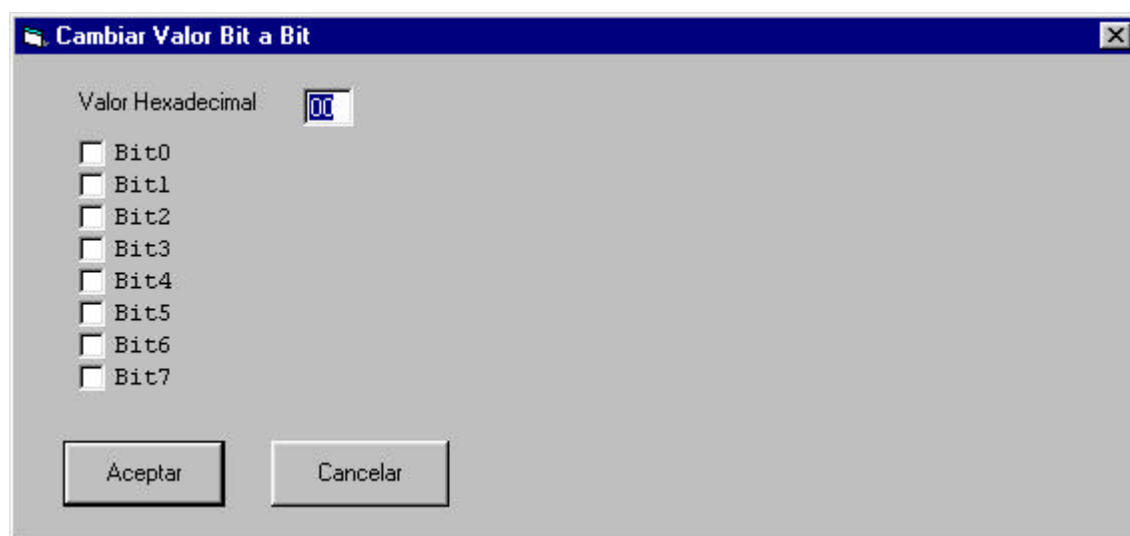 Cambiar Valor Bit a Bit
Valor Hexadecimal 00
Bit0
Bit1
Bit2
Bit3
Bit4
Bit5
Bit6
Bit7
Aceptar Cancelar